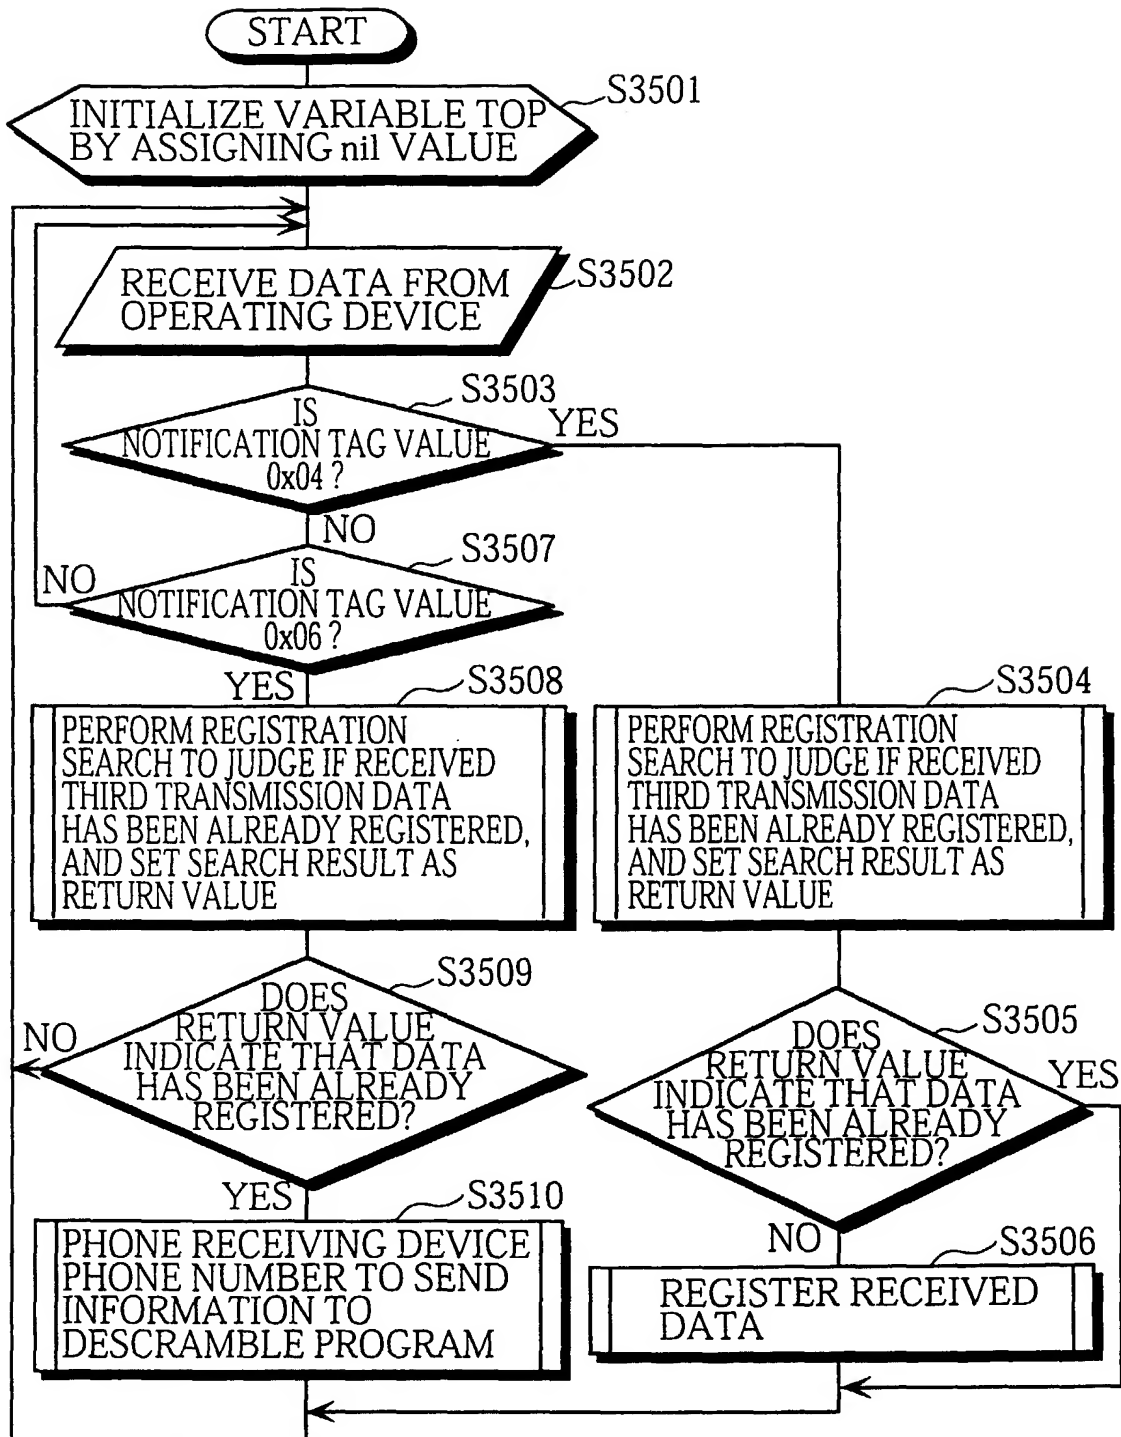 START
S3501
INITIALIZE VARIABLE TOP
BY ASSIGNING nil VALUE
S3502
RECEIVE DATA FROM
OPERATING DEVICE
S3503
IS
NOTIFICATION TAG VALUE
0x04 ?
YES
NO
S3507
IS
NOTIFICATION TAG VALUE
0x06 ?
NO
YES
S3508
PERFORM REGISTRATION
SEARCH TO JUDGE IF RECEIVED
THIRD TRANSMISSION DATA
HAS BEEN ALREADY REGISTERED,
AND SET SEARCH RESULT AS
RETURN VALUE
S3504
PERFORM REGISTRATION
SEARCH TO JUDGE IF RECEIVED
THIRD TRANSMISSION DATA
HAS BEEN ALREADY REGISTERED,
AND SET SEARCH RESULT AS
RETURN VALUE
S3509
DOES
RETURN VALUE
INDICATE THAT DATA
HAS BEEN ALREADY
REGISTERED?
NO
YES
S3505
DOES
RETURN VALUE
INDICATE THAT DATA
HAS BEEN ALREADY
REGISTERED?
YES
NO
S3510
PHONE RECEIVING DEVICE
PHONE NUMBER TO SEND
INFORMATION TO
DESCRAMBLE PROGRAM
S3506
REGISTER RECEIVED
DATA